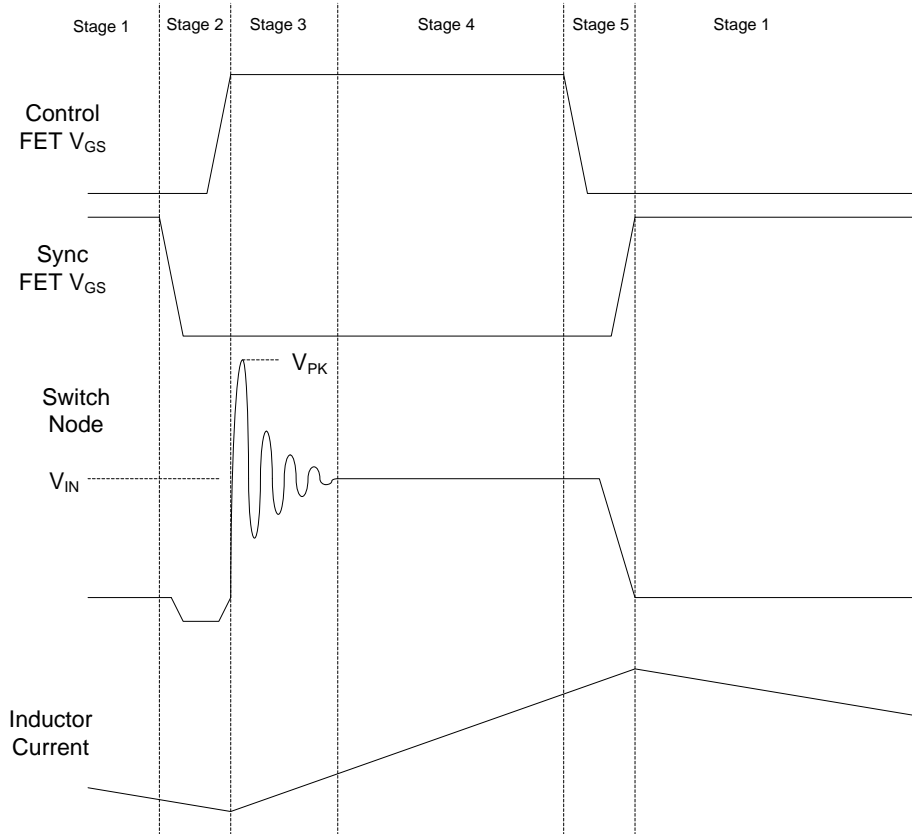 Stage 1
Stage 2
Stage 3
Stage 4
Stage 5
Stage 1
Control
FET VGS
Sync
FET VGS
VPK
Switch
Node
VIN
Inductor
Current